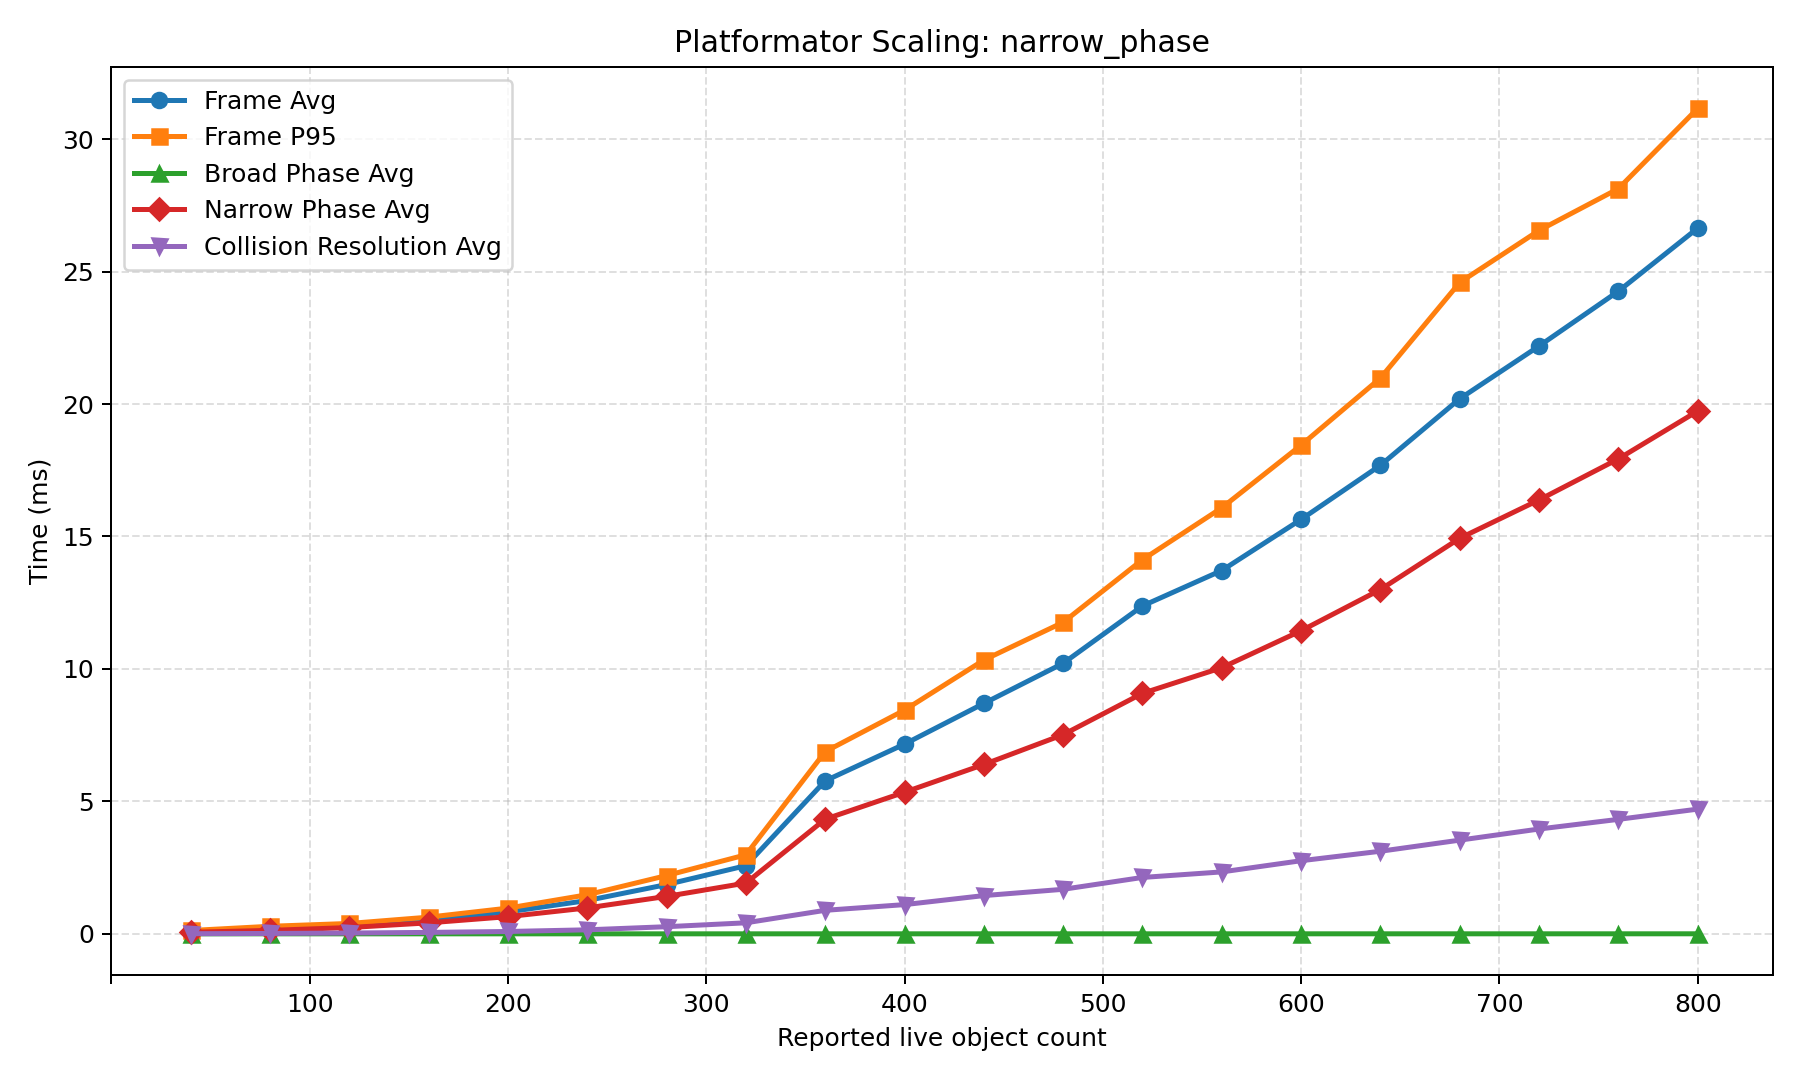 Platformator Scaling: narrow_phase
Frame Avg
Frame P95
Broad Phase Avg
Narrow Phase Avg
Collision Resolution Avg
Time (ms)
30
25
20
15
10
5
0
100 200 300 400 500 600 700 800
Reported live object count